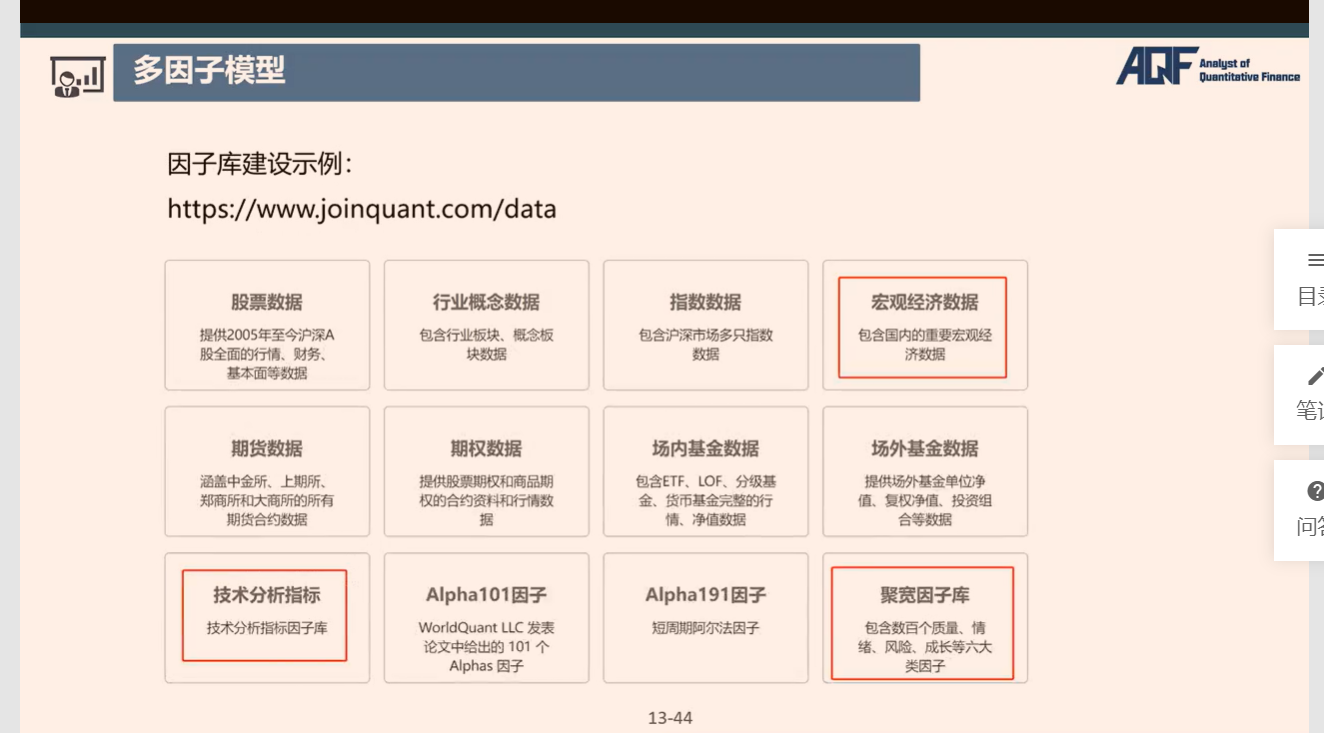 多因子模型
AQF
Analyst of
Quantitative Finance
因子库建设示例：
https://www.joinquant.com/data
股票数据
提供2005年至今沪深A
股全面的行情、财务、
基本面等数据
行业概念数据
包含行业板块、概念板
块数据
指数数据
包含沪深市场多只指数
数据
宏观经济数据
包含国内的重要宏观经
济数据
期货数据
涵盖中金所、上期所、
郑商所和大商所的所有
期货合约数据
期权数据
提供股票期权和商品期
权的合约资料和行情数
据
场内基金数据
包含ETF、LOF、分级基
金、货币基金完整的行
情、净值数据
场外基金数据
提供场外基金单位净
值、复权净值、投资组
合等数据
技术分析指标
技术分析指标因子库
Alpha101因子
WorldQuant LLC 发表
论文中给出的 101 个
Alphas 因子
Alpha191因子
短周期阿尔法因子
聚宽因子库
包含数百个质量、情
绪、风险、成长等六大
类因子
13-44
目
笔
问